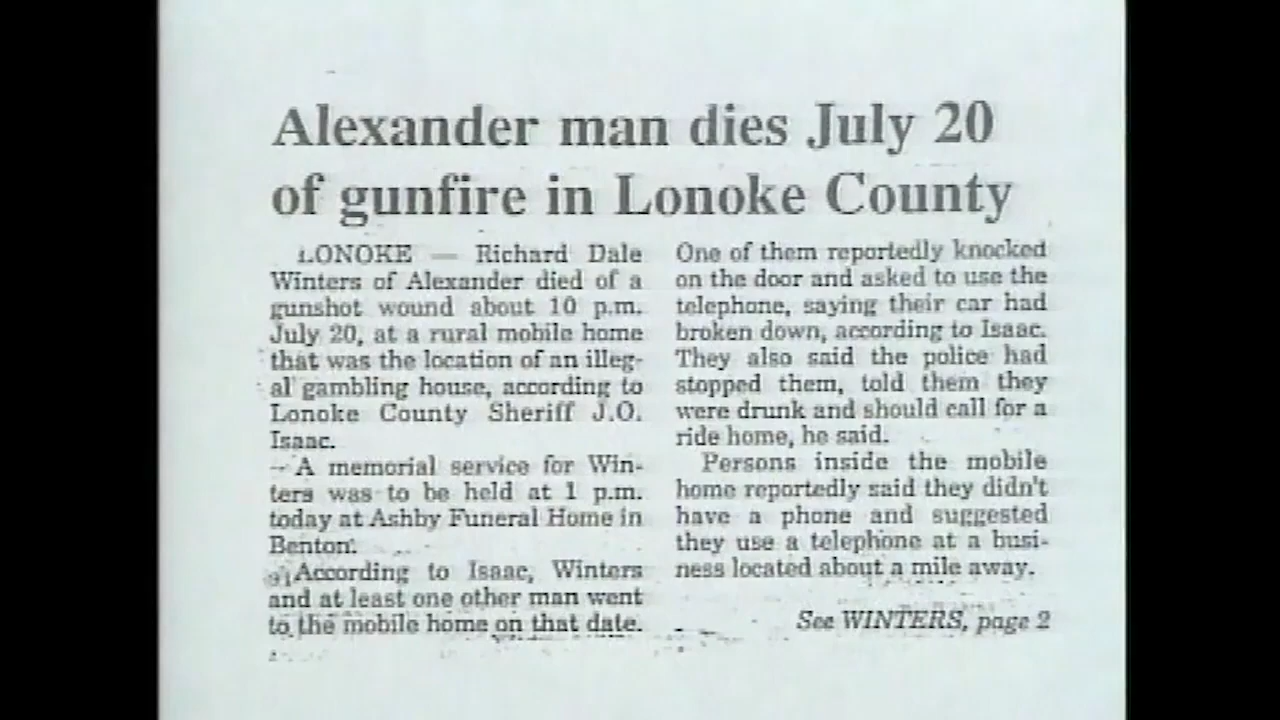 Alexander man dies July 20
of gunfire in Lonoke County
LONOKE — Richard Dale
Winters of Alexander died of a
gunshot wound about 10 p.m.
July 20, at a rural mobile home
that was the location of an illeg-
al gambling house, according to
Lonoke County Sheriff J.O.
Isaac.
A memorial service for Win-
ters was to be held at 1 p.m.
today at Ashby Funeral Home in
Benton.
According to Isaac, Winters
and at least one other man went
to the mobile home on that date.
One of them reportedly knocked
on the door and asked to use the
telephone, saying their car had
broken down, according to Isaac.
They also said the police had
stopped them, told them they
were drunk and should call for a
ride home, he said.
Persons inside the mobile
home reportedly said they didn't
have a phone and suggested
they use a telephone at a busi-
ness located about a mile away.
See WINTERS, page 2